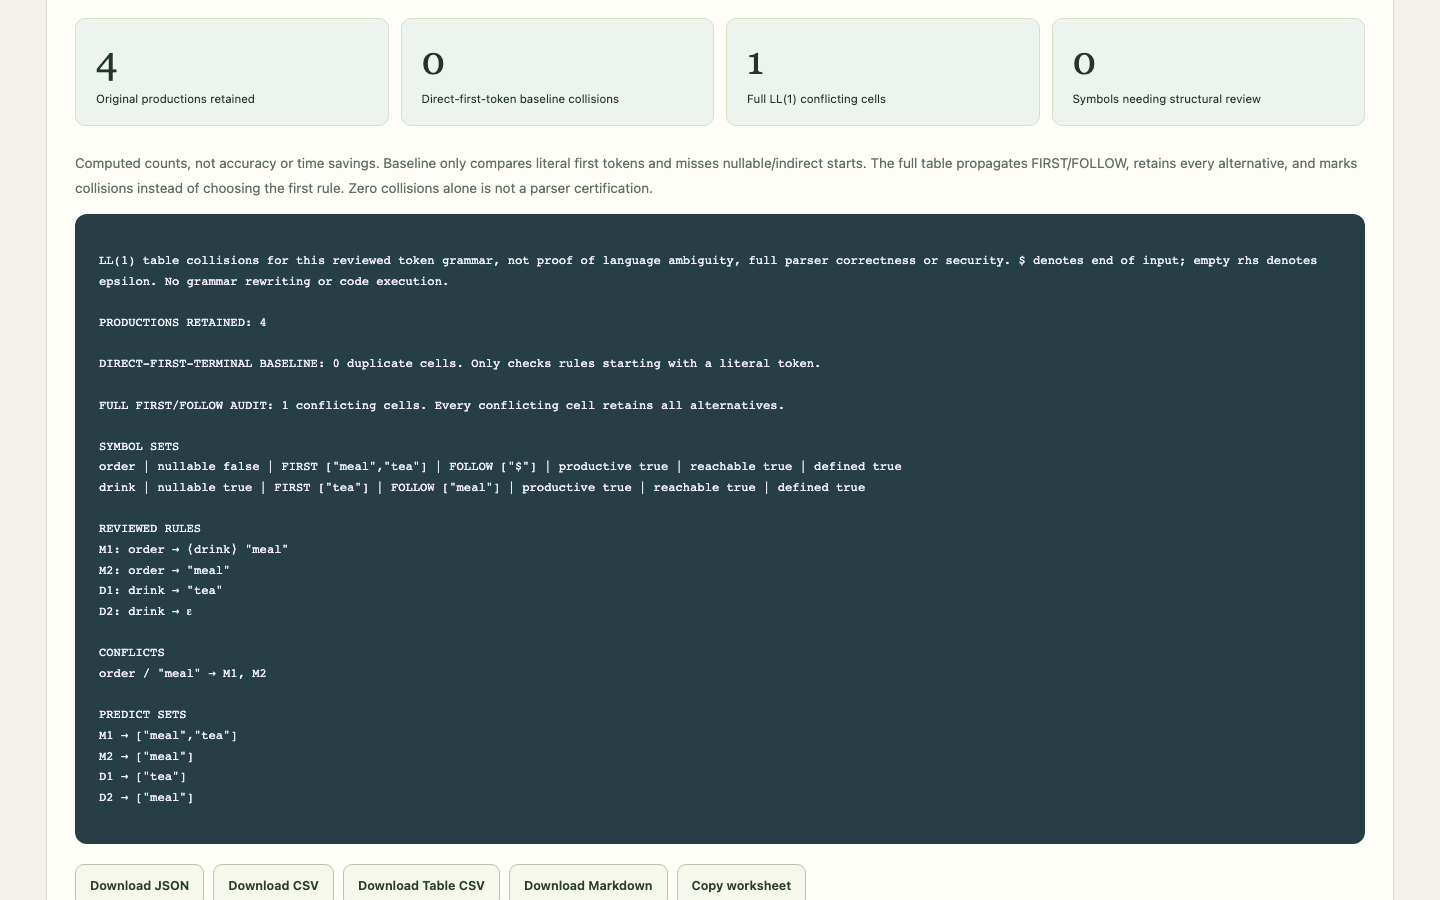 4
Original productions retained
0
Direct-first-token baseline collisions
1
Full LL(1) conflicting cells
0
Symbols needing structural review
Computed counts, not accuracy or time savings. Baseline only compares literal first tokens and misses nullable/indirect starts. The full table propagates FIRST/FOLLOW, retains every alternative, and marks
collisions instead of choosing the first rule. Zero collisions alone is not a parser certification.
LL(1) table collisions for this reviewed token grammar, not proof of language ambiguity, full parser correctness or security. $ denotes end of input; empty rhs denotes
epsilon. No grammar rewriting or code execution.
PRODUCTIONS RETAINED: 4
DIRECT-FIRST-TERMINAL BASELINE: 0 duplicate cells. Only checks rules starting with a literal token.
FULL FIRST/FOLLOW AUDIT: 1 conflicting cells. Every conflicting cell retains all alternatives.
SYMBOL SETS
order | nullable false | FIRST ["meal","tea"] | FOLLOW ["$"] | productive true | reachable true | defined true
drink | nullable true | FIRST ["tea"] | FOLLOW ["meal"] | productive true | reachable true | defined true
REVIEWED RULES
M1: order → ⟨drink⟩ "meal"
M2: order → "meal"
D1: drink → "tea"
D2: drink → ε
CONFLICTS
order / "meal" → M1, M2
PREDICT SETS
M1 → ["meal","tea"]
M2 → ["meal"]
D1 → ["tea"]
D2 → ["meal"]
Download JSON
Download CSV
Download Table CSV
Download Markdown
Copy worksheet